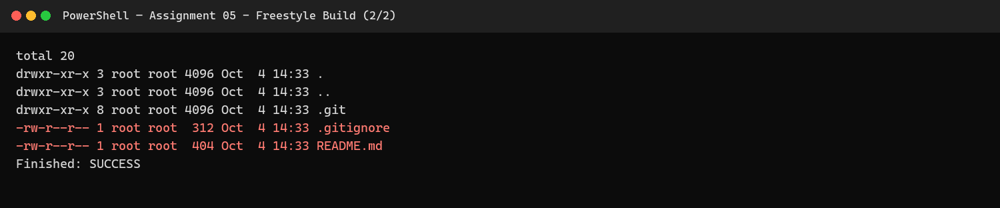 PowerShell — Assignment 05 - Freestyle Build (2/2)
total 20
drwxr-xr-x 3 root root 4096 Oct  4 14:33 .
drwxr-xr-x 3 root root 4096 Oct  4 14:33 ..
drwxr-xr-x 8 root root 4096 Oct  4 14:33 .git
-rw-r--r-- 1 root root  312 Oct  4 14:33 .gitignore
-rw-r--r-- 1 root root  404 Oct  4 14:33 README.md
Finished: SUCCESS